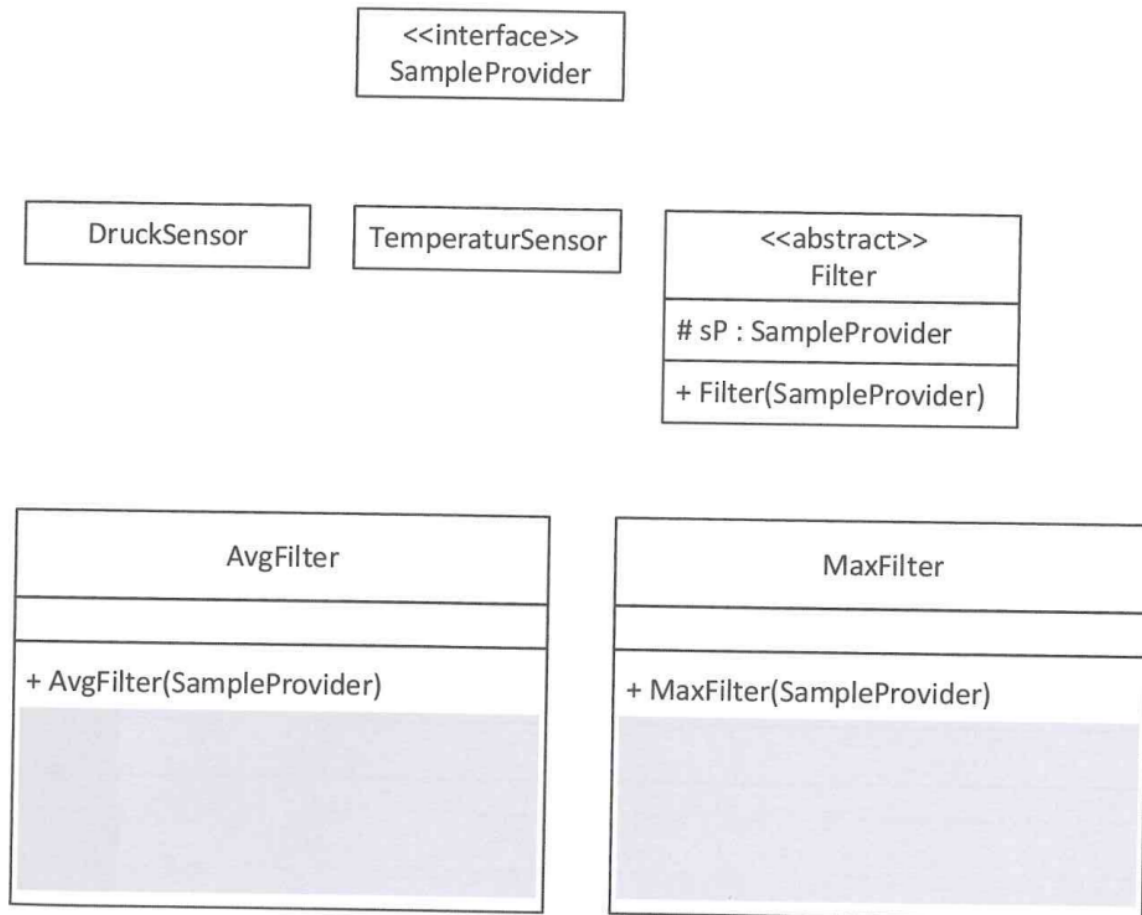 <<interface>>
SampleProvider
DruckSensor
TemperaturSensor
<<abstract>>
Filter
# sP : SampleProvider
+ Filter(SampleProvider)
AvgFilter
+ AvgFilter(SampleProvider)
MaxFilter
+ MaxFilter(SampleProvider)